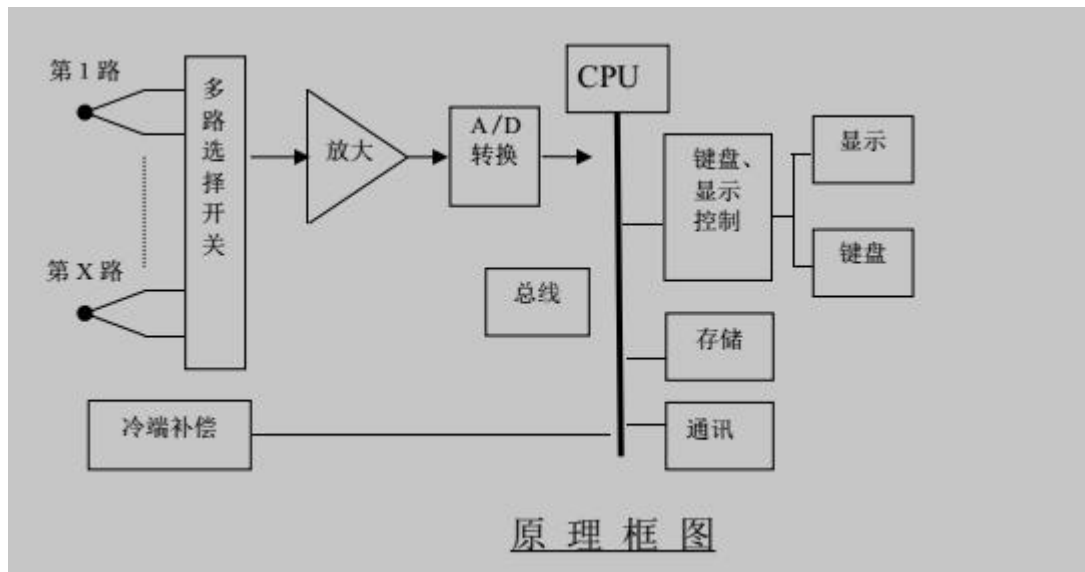 第 1 路
多
路
选
择
开
关
第 X 路
放大
A/D
转换
CPU
总线
键盘、
显示
控制
显示
键盘
存储
通讯
冷端补偿
原 理 框 图